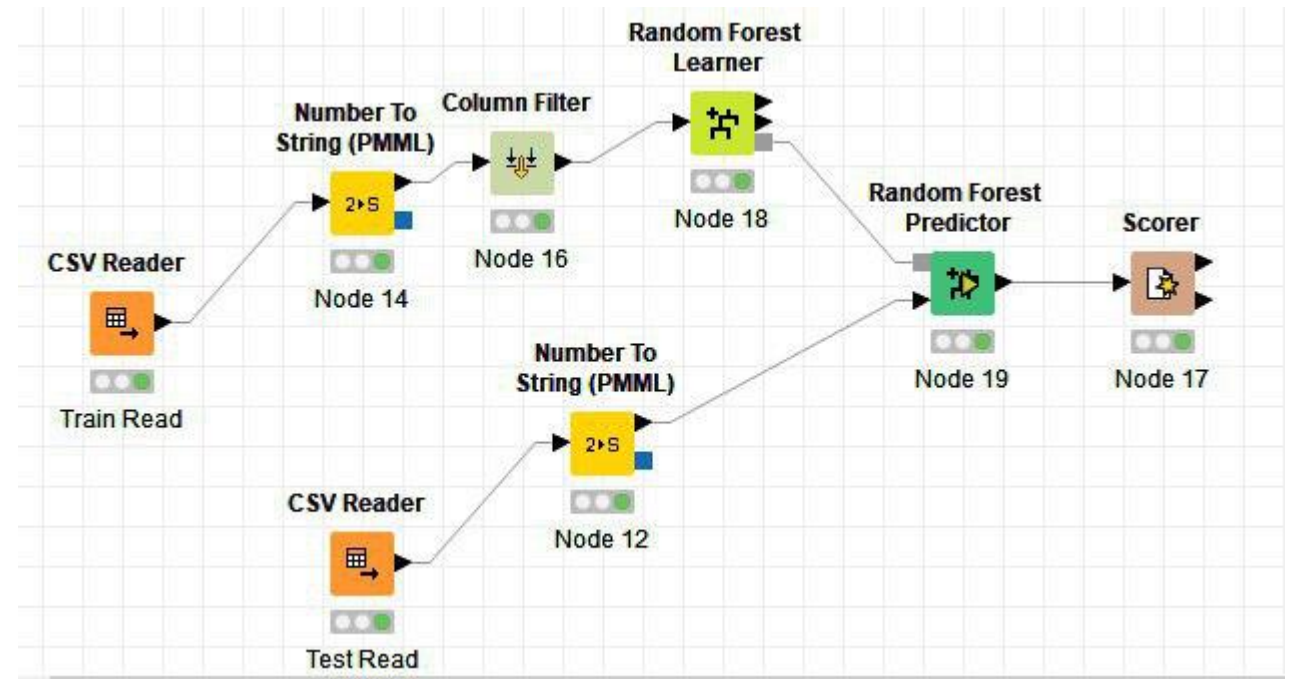 Random Forest
Learner
Node 18
Column Filter
Node 16
Number To
String (PMML)
2▸S
Node 14
CSV Reader
Train Read
Random Forest
Predictor
Node 19
Scorer
Node 17
Number To
String (PMML)
2▸S
Node 12
CSV Reader
Test Read